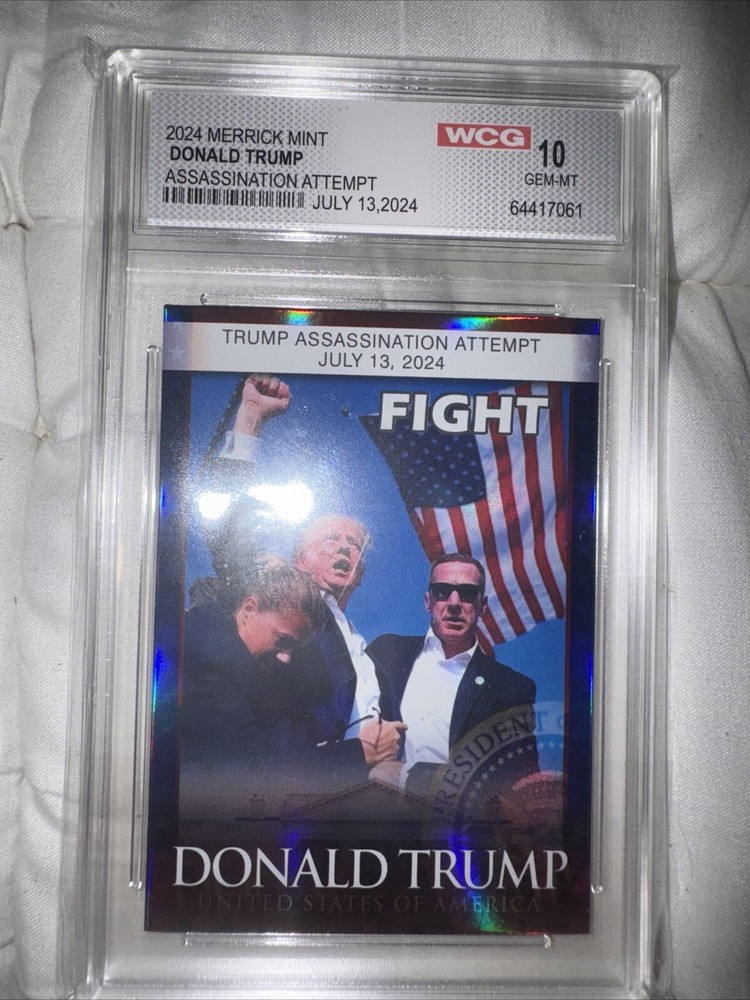 2024 MERRICK MINT
DONALD TRUMP
ASSASSINATION ATTEMPT
JULY 13,2024
WCG
10
GEM-MT
64417061
TRUMP ASSASSINATION ATTEMPT
JULY 13, 2024
FIGHT
PRESIDENT
DONALD TRUMP
UNITED STATES OF AMERICA